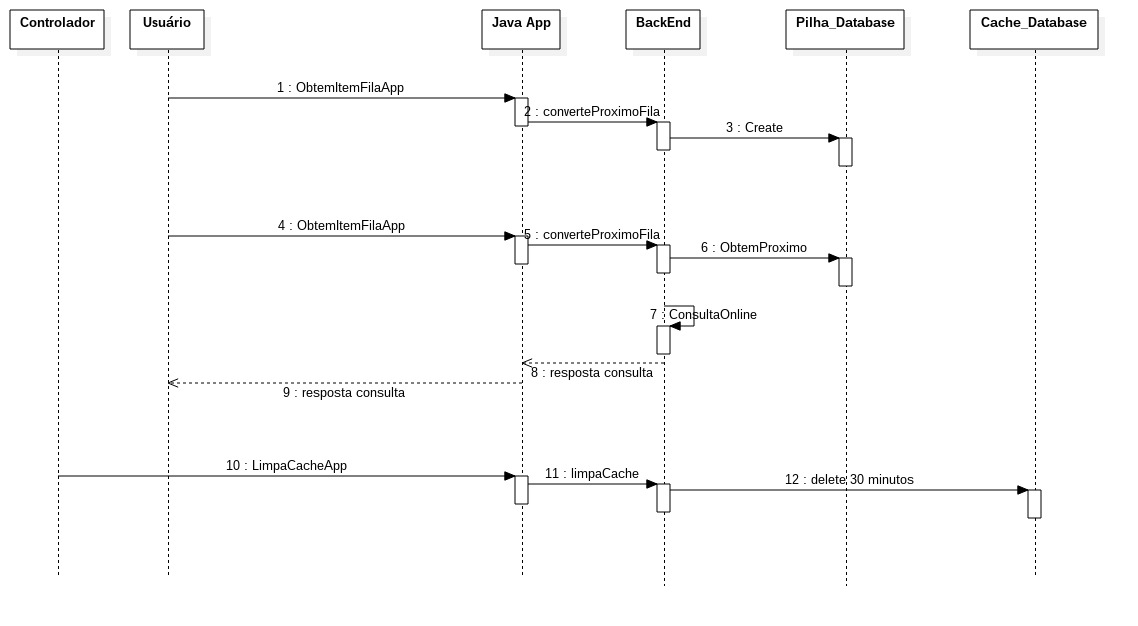 Controlador
Usuário
Java App
BackEnd
Pilha_Database
Cache_Database
1 : ObtemItemFilaApp
2 : converteProximoFila
3 : Create
4 : ObtemItemFilaApp
5 : converteProximoFila
6 : ObtemProximo
7 : ConsultaOnline
8 : resposta consulta
9 : resposta consulta
10 : LimpaCacheApp
11 : limpaCache
12 : delete 30 minutos